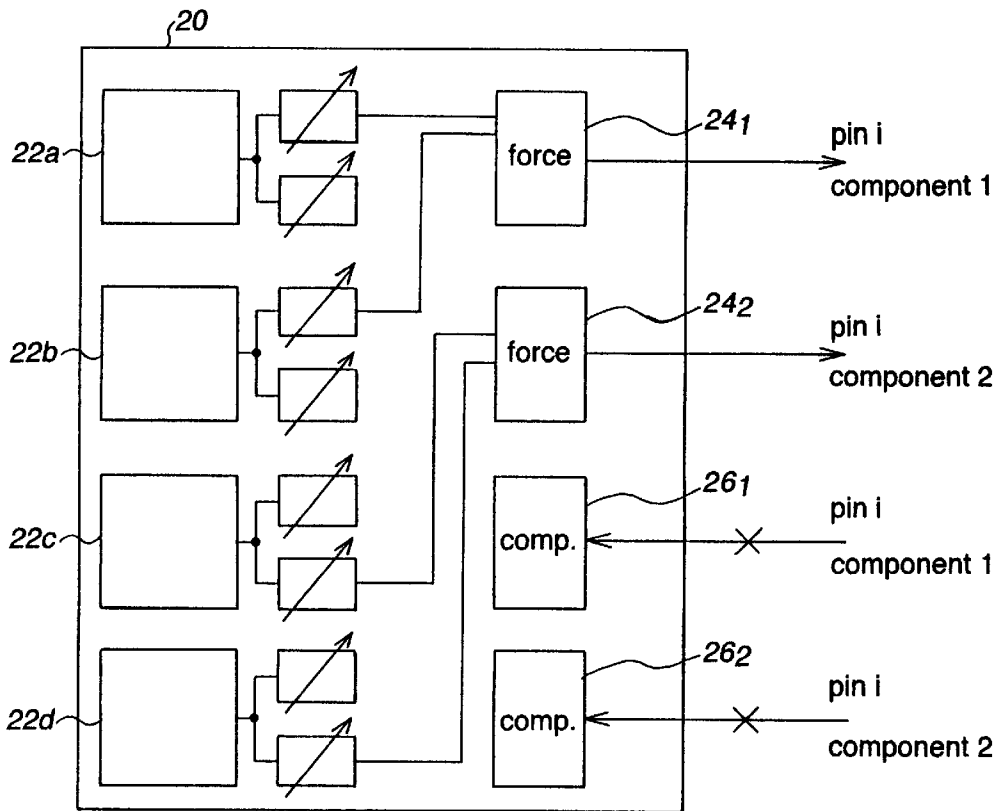 20
22a
force
241
pin i
component 1
22b
force
242
pin i
component 2
22c
comp.
261
pin i
component 1
22d
comp.
262
pin i
component 2